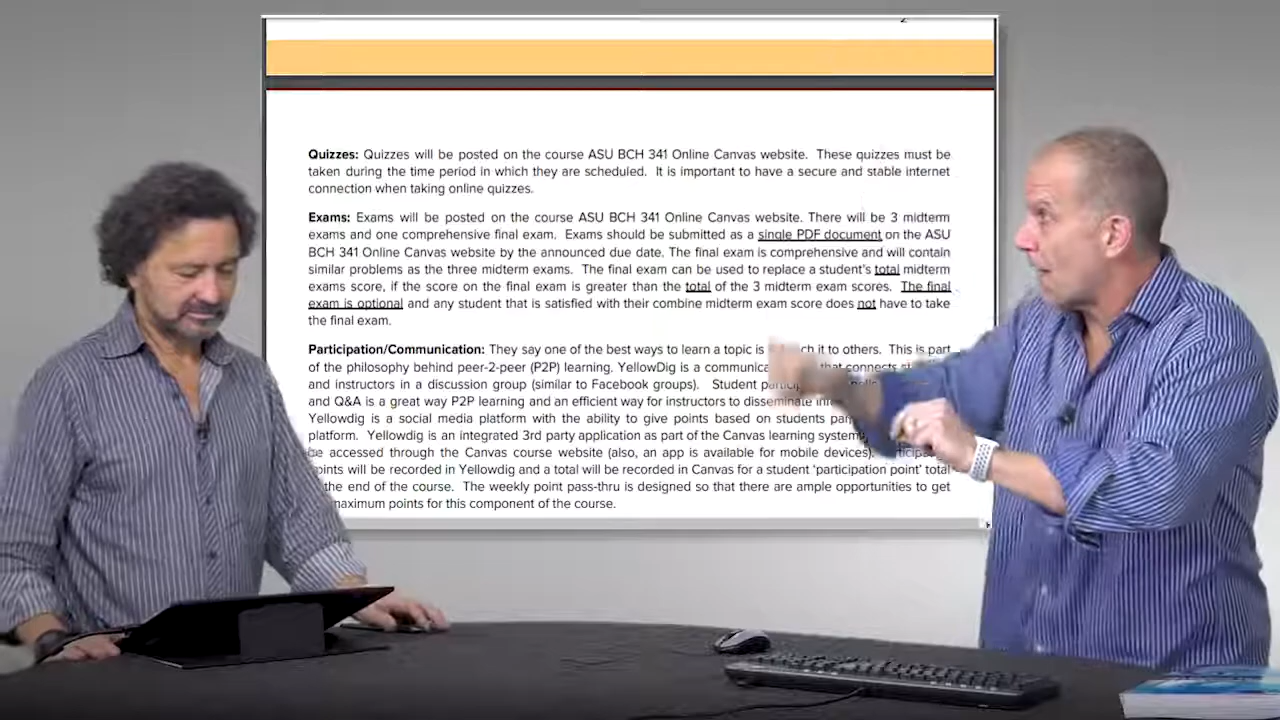 Quizzes: Quizzes will be posted on the course ASU BCH 341 Online Canvas website. These quizzes must be
taken during the time period in which they are scheduled. It is important to have a secure and stable internet
connection when taking online quizzes.
Exams: Exams will be posted on the course ASU BCH 341 Online Canvas website. There will be 3 midterm
exams and one comprehensive final exam. Exams should be submitted as a single PDF document on the ASU
BCH 341 Online Canvas website by the announced due date. The final exam is comprehensive and will contain
similar problems as the three midterm exams. The final exam can be used to replace a student's total midterm
exams score, if the score on the final exam is greater than the total of the 3 midterm exam scores. The final
exam is optional and any student that is satisfied with their combine midterm exam score does not have to take
the final exam.
Participation/Communication: They say one of the best ways to learn a topic is it to others. This is part
of the philosophy behind peer-2-peer (P2P) learning. YellowDig is a that connects
and instructors in a discussion group (similar to Facebook groups). Student
and Q&A is a great way P2P learning and an efficient way for instructors to disseminate
Yellowdig is a social media platform with the ability to give points based on students
platform. Yellowdig is an integrated 3rd party application as part of the Canvas learning system
be accessed through the Canvas course website (also, an app is available for mobile devices).
points will be recorded in Yellowdig and a total will be recorded in Canvas for a student 'participation point' total
the end of the course. The weekly point pass-thru is designed so that there are ample opportunities to get
maximum points for this component of the course.